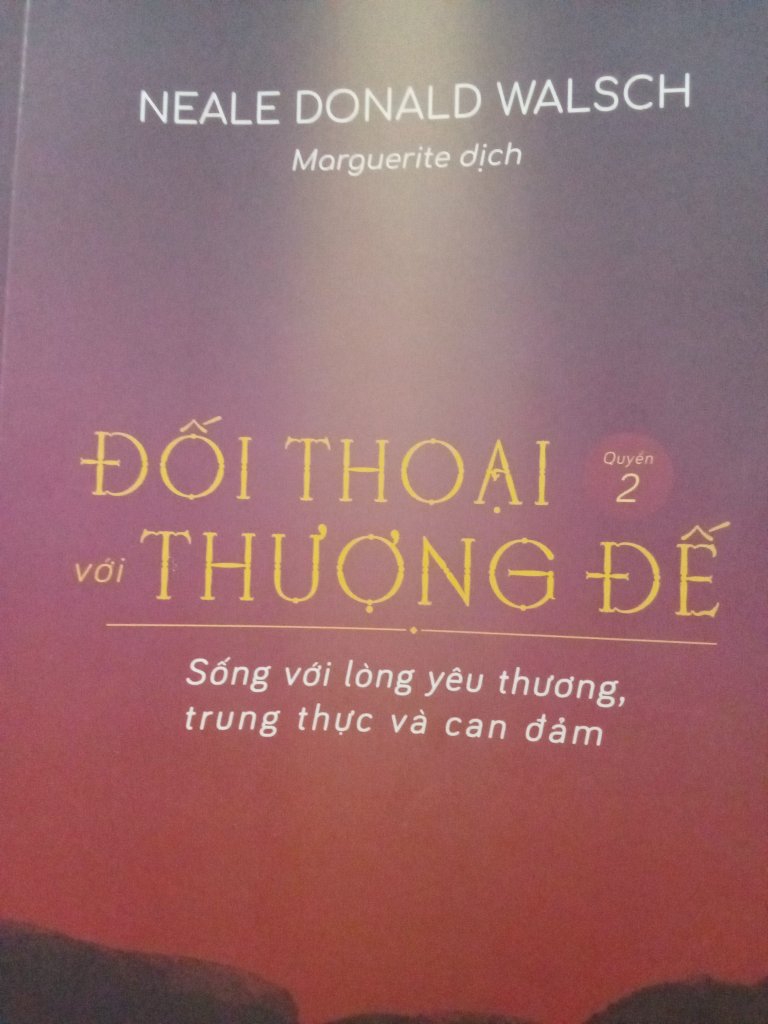 NEALE DONALD WALSCH
Marguerite dịch
ĐỐI THOẠI
Quyển
2
với THƯỢNG ĐẾ
Sống với lòng yêu thương,
trung thực và can đảm